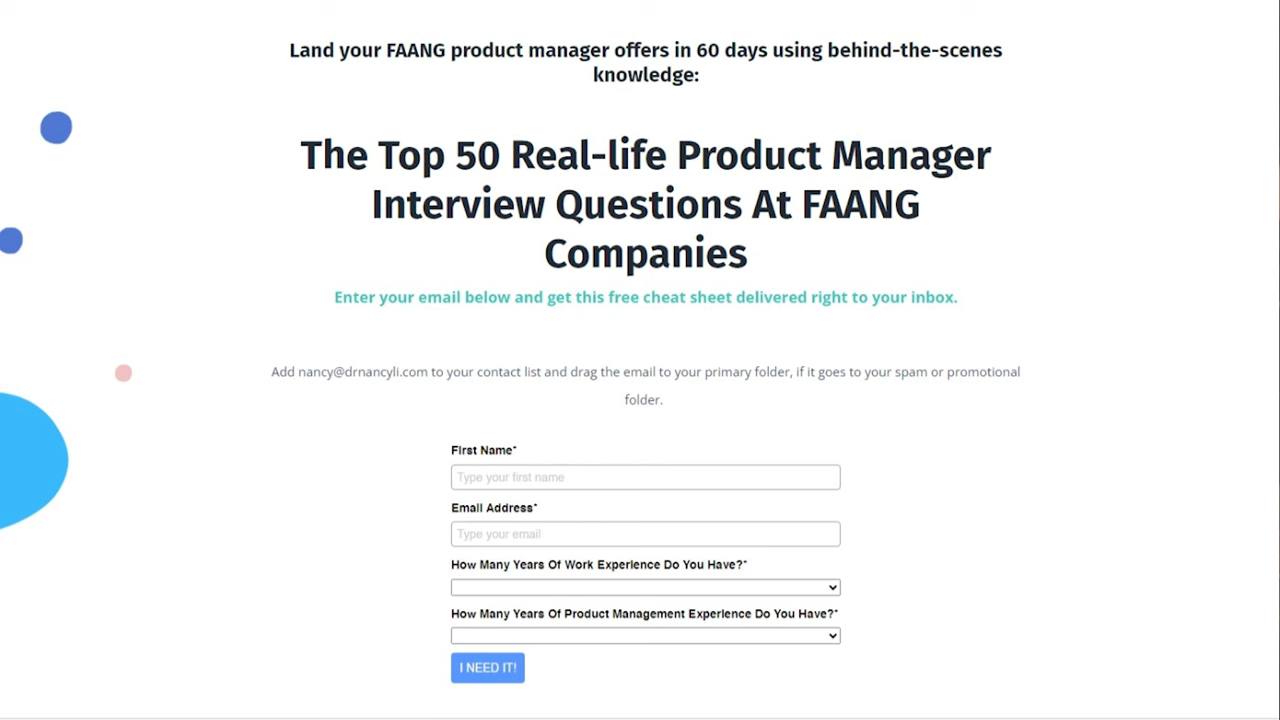 Land your FAANG product manager offers in 60 days using behind-the-scenes
knowledge:
The Top 50 Real-life Product Manager
Interview Questions At FAANG
Companies
Enter your email below and get this free cheat sheet delivered right to your inbox.
Add nancy@drnancyli.com to your contact list and drag the email to your primary folder, if it goes to your spam or promotional
folder.
First Name*
Type your first name
Email Address*
Type your email
How Many Years Of Work Experience Do You Have?*
How Many Years Of Product Management Experience Do You Have?*
I NEED IT!